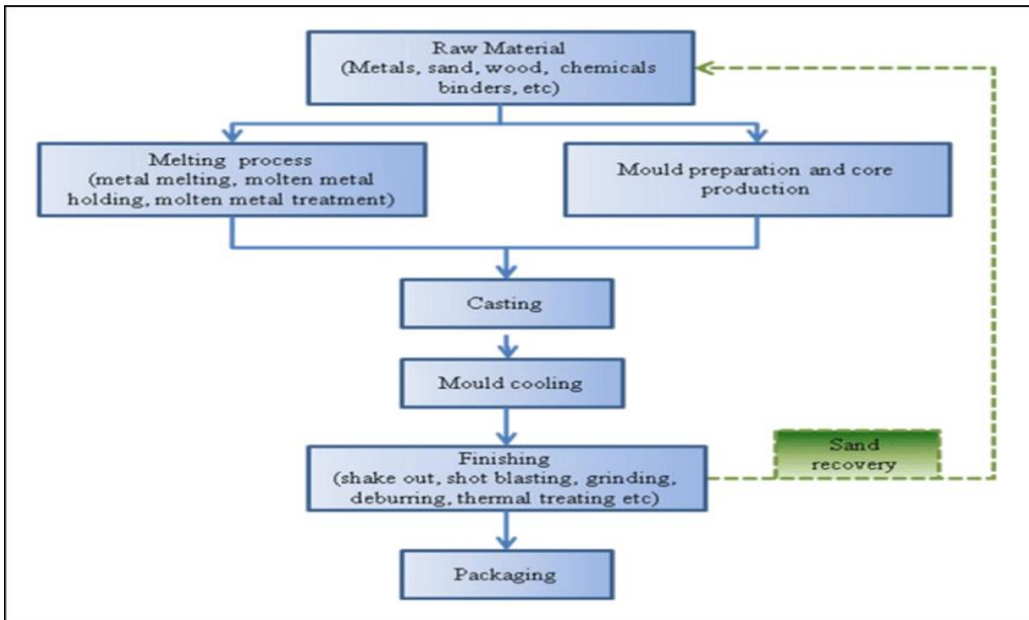 Raw Material
(Metals, sand, wood, chemicals
binders, etc)
Melting process
(metal melting, molten metal
holding, molten metal treatment)
Mould preparation and core
production
Casting
Mould cooling
Finishing
(shake out, shot blasting, grinding,
deburring, thermal treating etc)
Sand
recovery
Packaging